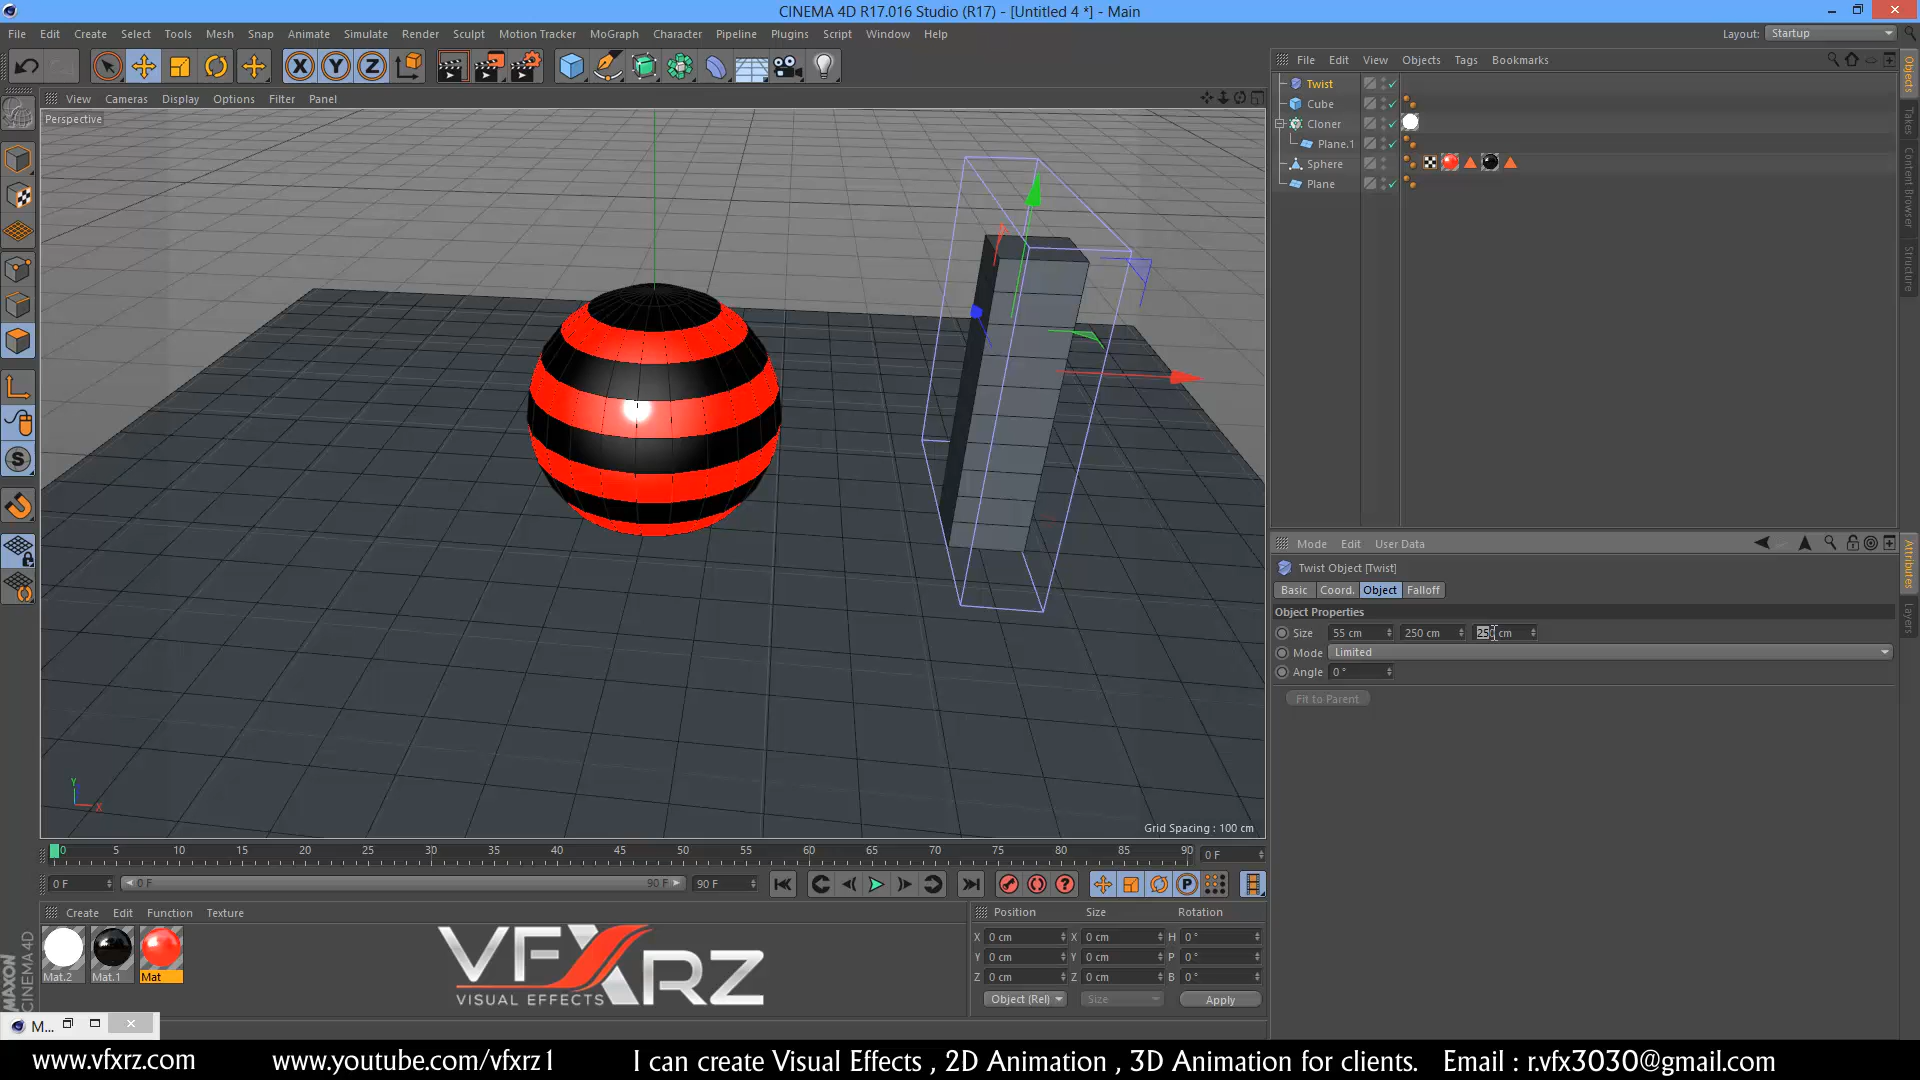 CINEMA 4D R17.016 Studio (R17) - [Untitled 4 *] - Main
File Edit Create Select Tools Mesh Snap Animate Simulate Render Sculpt Motion Tracker MoGraph Character Pipeline Plugins Script Window Help
Layout: Startup
X Y Z
View Cameras Display Options Filter Panel
Perspective
Grid Spacing : 100 cm
Y
X
S
File Edit View Objects Tags Bookmarks
Twist
Cube
Cloner
Plane.1
Sphere
Plane
Objects
Takes
Content Browser
Structure
Mode Edit User Data
Twist Object [Twist]
Basic Coord. Object Falloff
Object Properties
Size 55 cm 250 cm 250 cm
Mode Limited
Angle 0 °
Fit to Parent
Attributes
Layers
0 5 10 15 20 25 30 35 40 45 50 55 60 65 70 75 80 85 90
0 F
0 F 0 F 90 F 90 F
P
Create Edit Function Texture
Mat.2 Mat.1 Mat
VFXRZ
VISUAL EFFECTS
Position Size Rotation
X 0 cm X 0 cm H 0 °
Y 0 cm Y 0 cm P 0 °
Z 0 cm Z 0 cm B 0 °
Object (Rel) Size Apply
MAXON
CINEMA 4D
M...
www.vfxrz.com www.youtube.com/vfxrz1 I can create Visual Effects , 2D Animation , 3D Animation for clients. Email : r.vfx3030@gmail.com